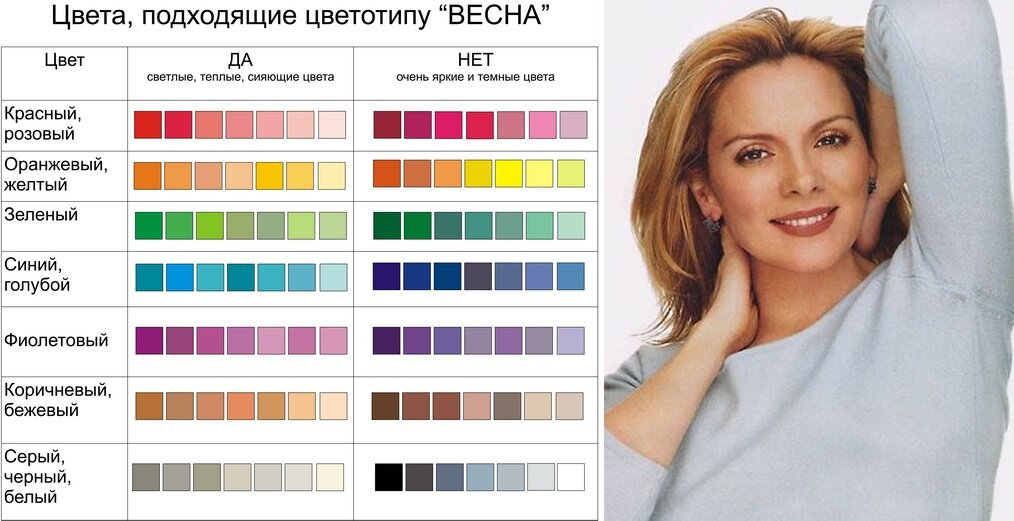 Цвета, подходящие цветотипу “ВЕСНА”
Цвет
ДА
светлые, теплые, сияющие цвета
НЕТ
очень яркие и темные цвета
Красный,
розовый
Оранжевый,
желтый
Зеленый
Синий,
голубой
Фиолетовый
Коричневый,
бежевый
Серый,
черный,
белый